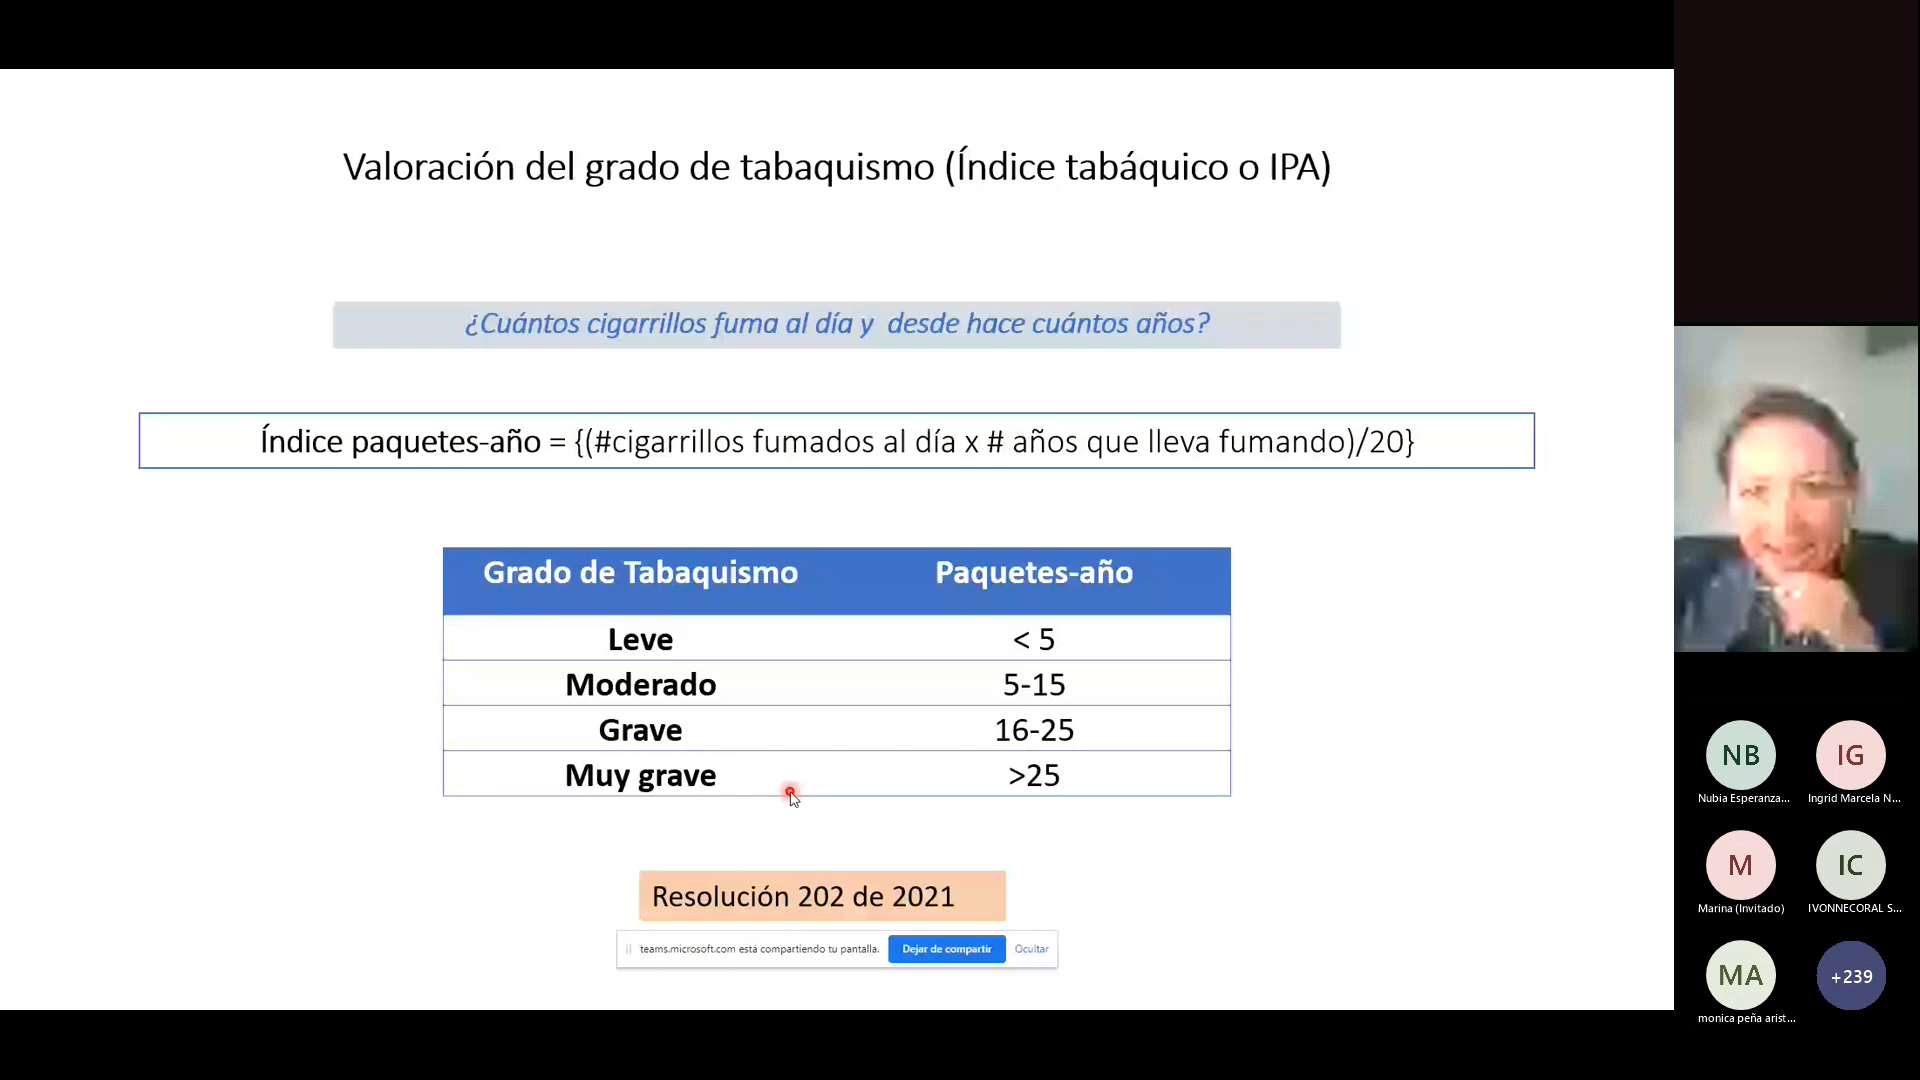 Valoración del grado de tabaquismo (Índice tabáquico o IPA)
¿Cuántos cigarrillos fuma al día y desde hace cuántos años?
Índice paquetes-año = {(#cigarrillos fumados al día x # años que lleva fumando)/20}
Grado de Tabaquismo Paquetes-año
Leve < 5
Moderado 5-15
Grave 16-25
Muy grave >25
Resolución 202 de 2021
teams.microsoft.com está compartiendo tu pantalla. Dejar de compartir Ocultar
NB IG
Nubia Esperanza... Ingrid Marcela N...
M IC
Marina (Invitado) IVONNECORAL S...
MA +239
monica peña arist...